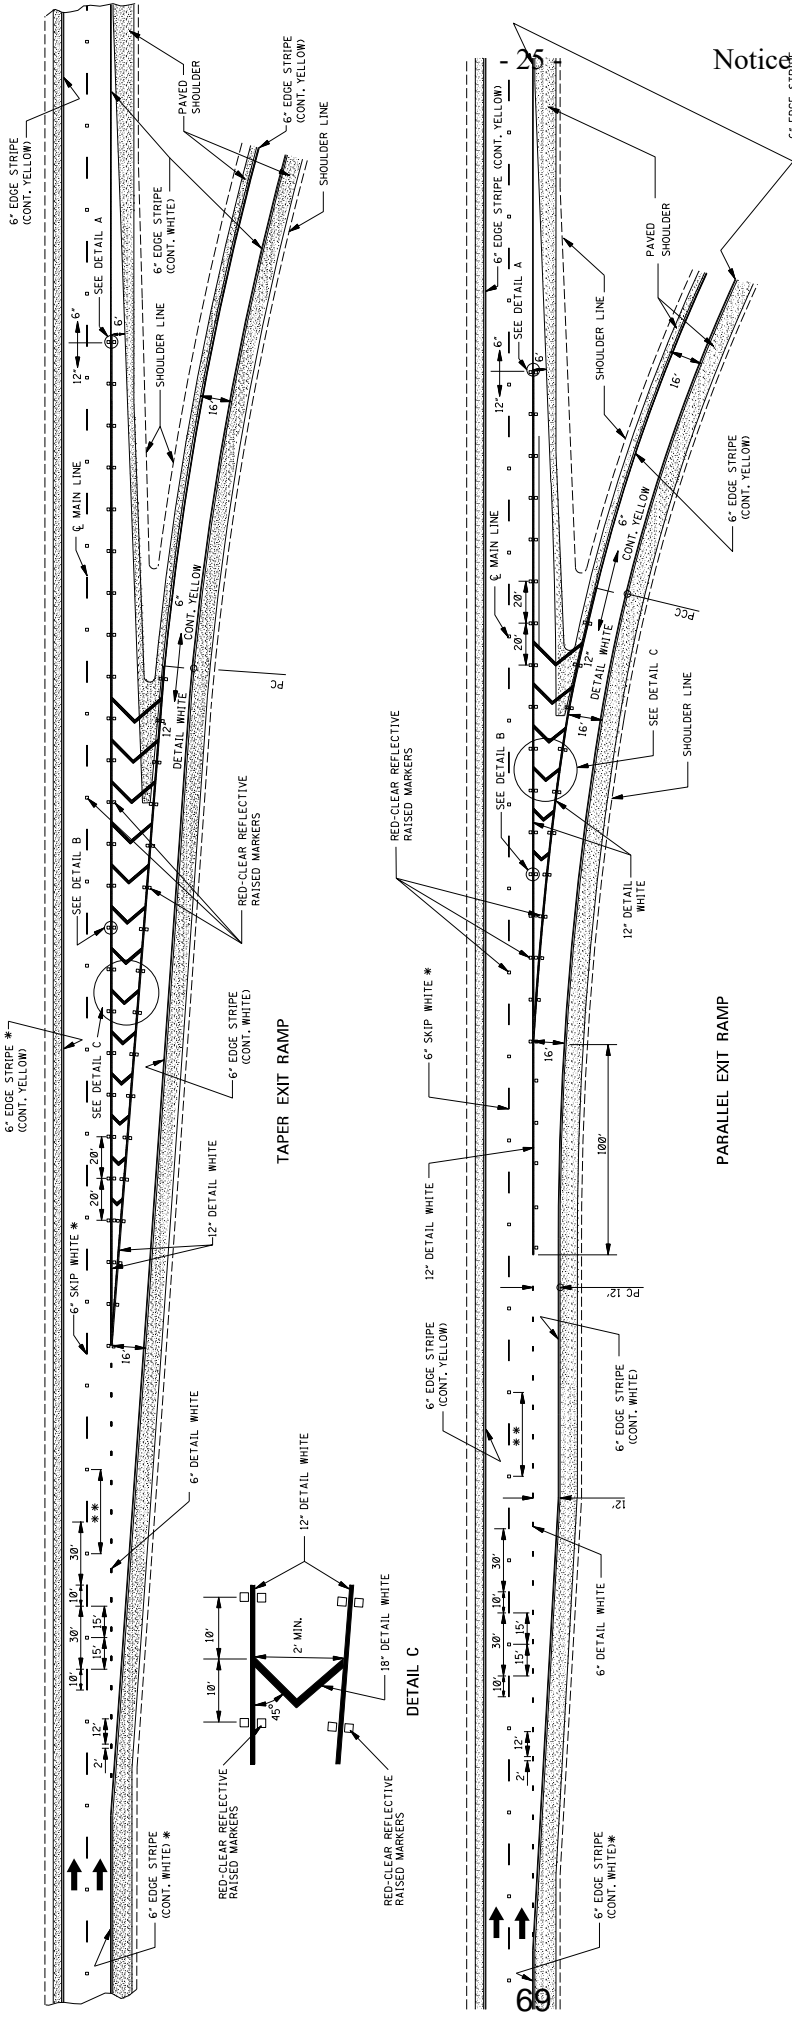 - 25 -
Notice
6" EDGE STRIPE
(CONT. YELLOW)
PAVED
SHOULDER
6" EDGE STRIPE
(CONT. YELLOW)
SHOULDER LINE
6" EDGE STRIPE
(CONT. WHITE)
SEE DETAIL A
12" 6"
6'
SHOULDER LINE
16'
℄ MAIN LINE
6"
CONT. YELLOW
12"
DETAIL WHITE
PC
RED-CLEAR REFLECTIVE
RAISED MARKERS
SEE DETAIL B
SEE DETAIL C
6" EDGE STRIPE *
(CONT. YELLOW)
6" EDGE STRIPE
(CONT. WHITE)
20'
20'
12" DETAIL WHITE
6" SKIP WHITE *
16'
6" DETAIL WHITE
**
30'
10'
30'
10'
15'
15'
12'
2'
6" EDGE STRIPE
(CONT. WHITE) *
TAPER EXIT RAMP
12" DETAIL WHITE
10'
10'
2' MIN.
45°
18" DETAIL WHITE
RED-CLEAR REFLECTIVE
RAISED MARKERS
RED-CLEAR REFLECTIVE
RAISED MARKERS
DETAIL C
6" EDGE STRIPE (CONT. YELLOW)
SEE DETAIL A
12" 6"
6'
PAVED
SHOULDER
SHOULDER LINE
16'
6" EDGE STRIPE
(CONT. YELLOW)
℄ MAIN LINE
20'
20'
6"
CONT. YELLOW
12"
DETAIL WHITE
PCC
SEE DETAIL C
SHOULDER LINE
16'
SEE DETAIL B
RED-CLEAR REFLECTIVE
RAISED MARKERS
12" DETAIL
WHITE
6" SKIP WHITE *
16'
100'
12" DETAIL WHITE
PC 12'
6" EDGE STRIPE
(CONT. YELLOW)
6" EDGE STRIPE
(CONT. WHITE)
**
12'
30'
10'
30'
10'
15'
15'
12'
2'
6" DETAIL WHITE
6" EDGE STRIPE
(CONT. WHITE)*
PARALLEL EXIT RAMP
69